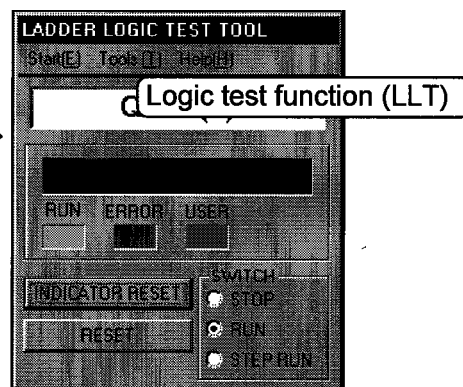 LADDER LOGIC TEST TOOL
Start(E) Tools(T) Help(H)
Q
Logic test function (LLT)
RUN ERROR USER
INDICATOR RESET
RESET
SWITCH
STOP
RUN
STEP RUN